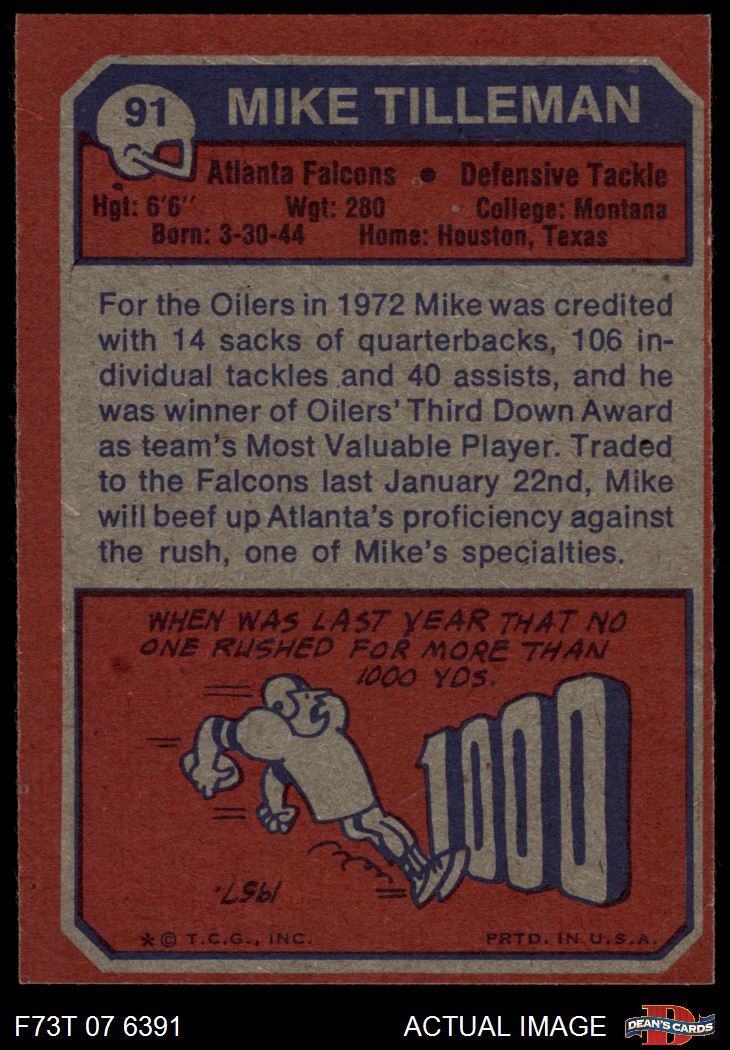 91
MIKE TILLEMAN
Atlanta Falcons • Defensive Tackle
Hgt: 6'6" Wgt: 280 College: Montana
Born: 3-30-44 Home: Houston, Texas
For the Oilers in 1972 Mike was credited
with 14 sacks of quarterbacks, 106 in-
dividual tackles and 40 assists, and he
was winner of Oilers' Third Down Award
as team's Most Valuable Player. Traded
to the Falcons last January 22nd, Mike
will beef up Atlanta's proficiency against
the rush, one of Mike's specialties.
WHEN WAS LAST YEAR THAT NO
ONE RUSHED FOR MORE THAN
1000 YDS.
1000
1957.
*© T.C.G., INC. PRTD. IN U.S.A.
F73T 07 6391 ACTUAL IMAGE D DEAN'S CARDS